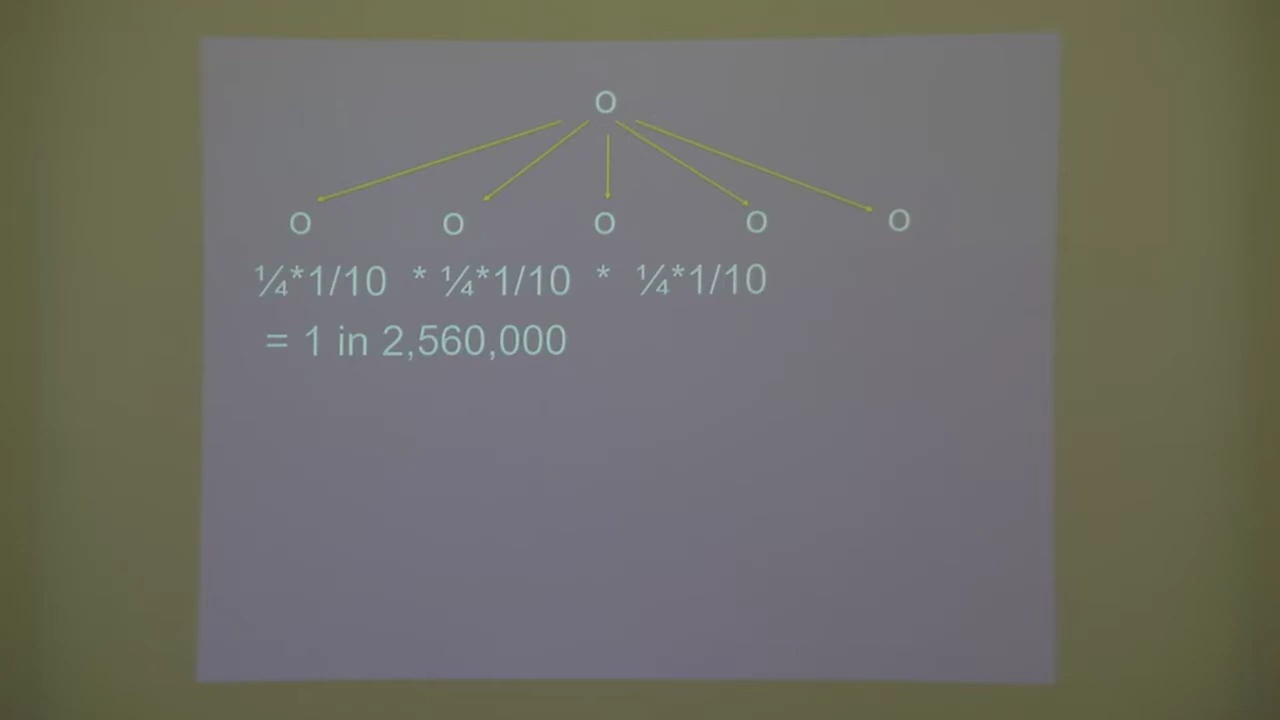 O
O O O O O
¼*1/10 * ¼*1/10 * ¼*1/10
= 1 in 2,560,000